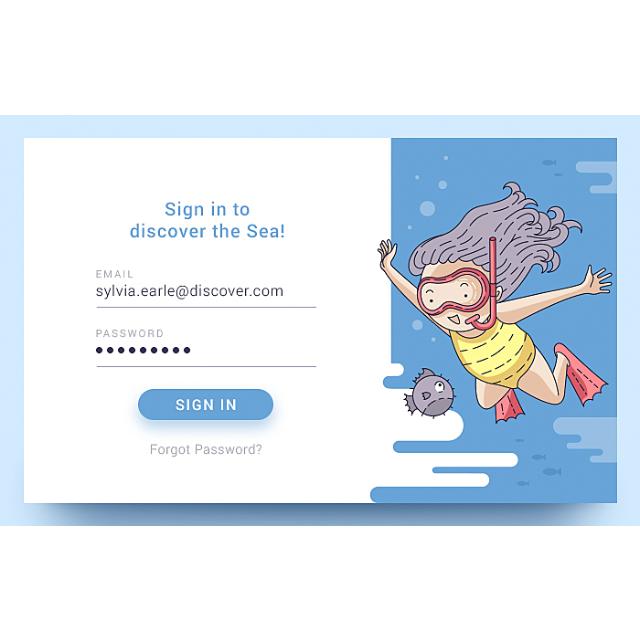 Sign in to
discover the Sea!
EMAIL
sylvia.earle@discover.com
PASSWORD
●●●●●●●●●
SIGN IN
Forgot Password?